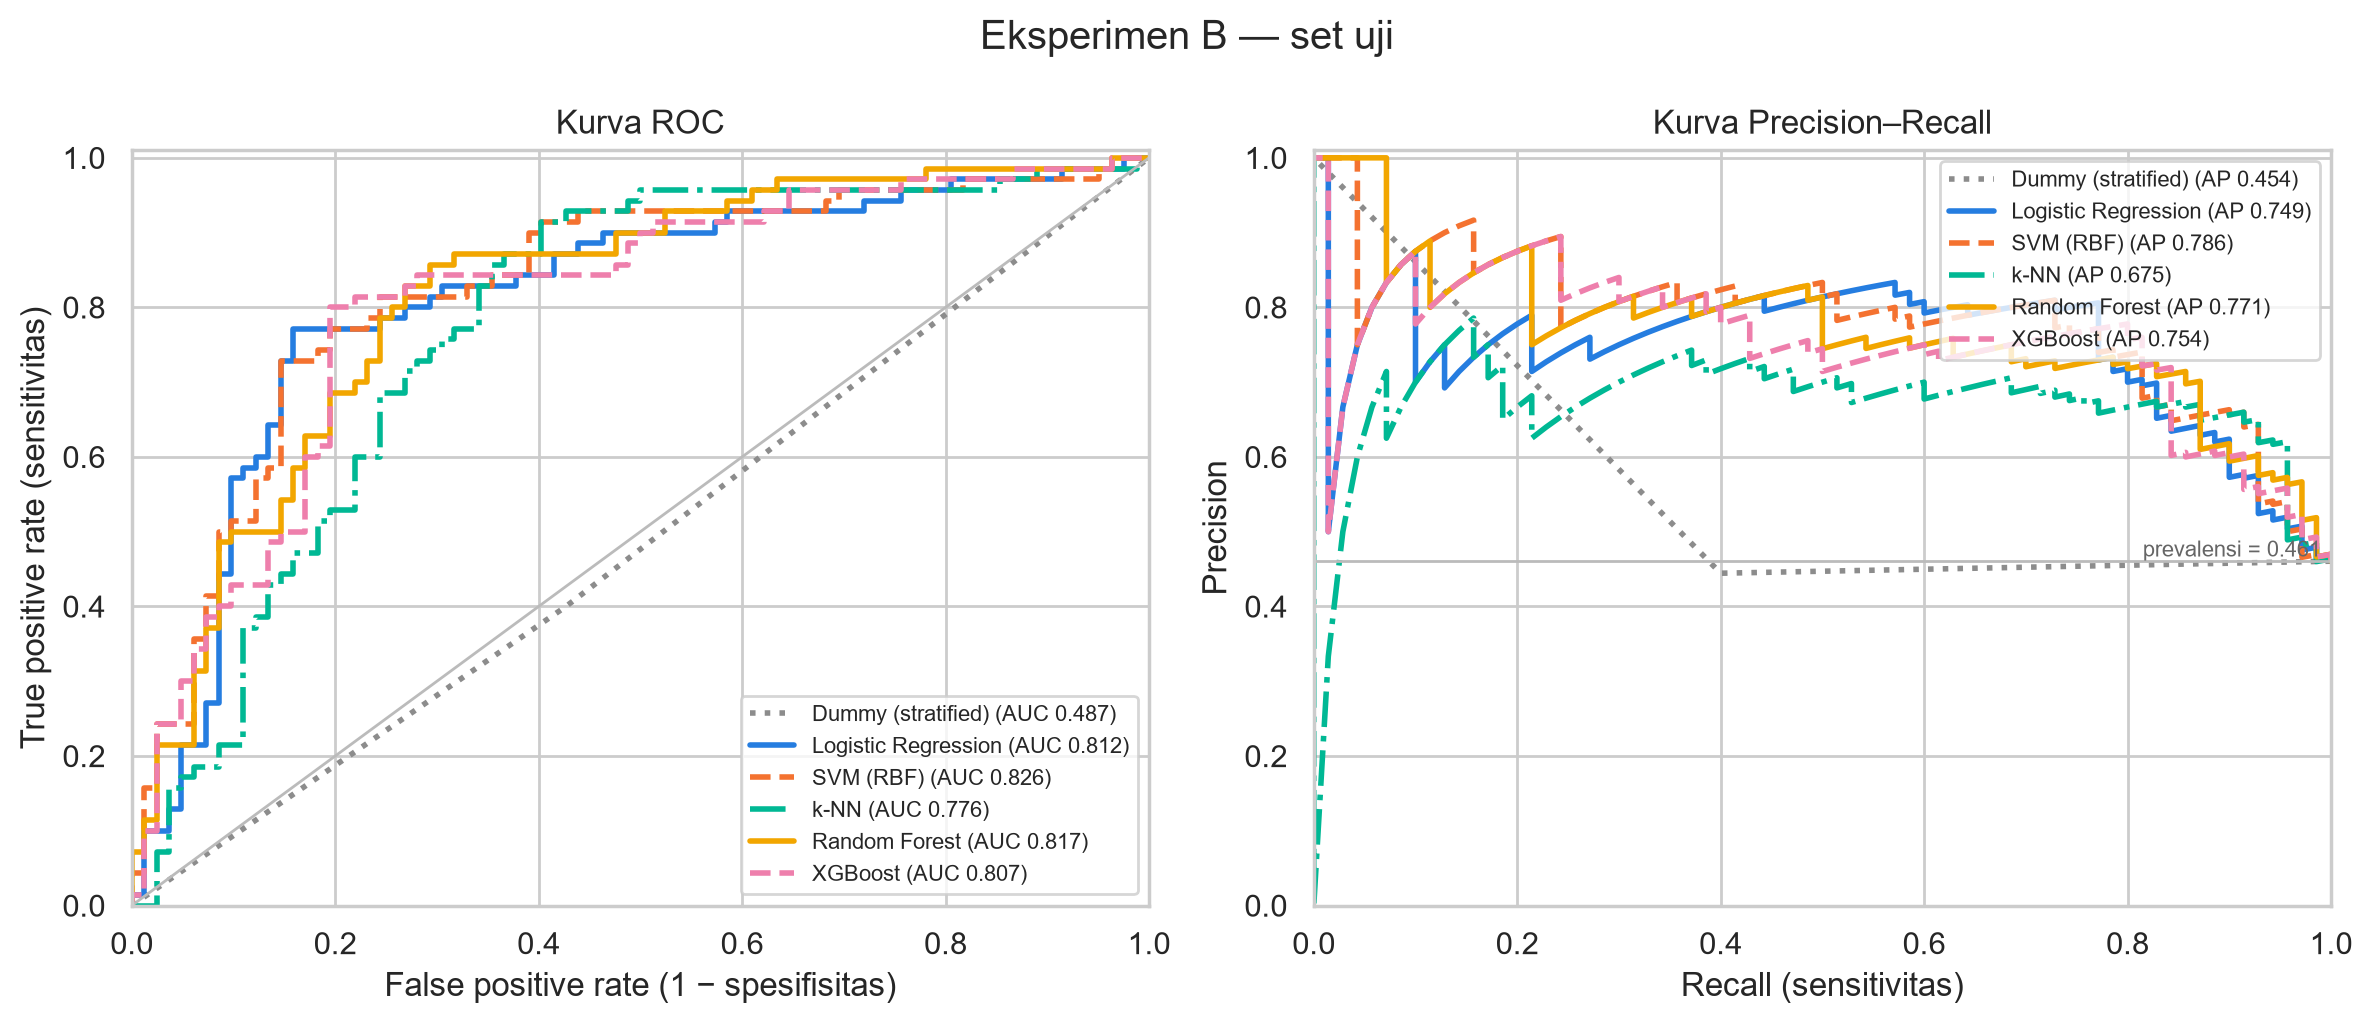 Eksperimen B — set uji
Kurva ROC
True positive rate (sensitivitas)
1.0
0.8
0.6
0.4
0.2
0.0
0.0 0.2 0.4 0.6 0.8 1.0
False positive rate (1 − spesifisitas)
Dummy (stratified) (AUC 0.487)
Logistic Regression (AUC 0.812)
SVM (RBF) (AUC 0.826)
k-NN (AUC 0.776)
Random Forest (AUC 0.817)
XGBoost (AUC 0.807)
Kurva Precision–Recall
Precision
1.0
0.8
0.6
0.4
0.2
0.0
0.0 0.2 0.4 0.6 0.8 1.0
Recall (sensitivitas)
Dummy (stratified) (AP 0.454)
Logistic Regression (AP 0.749)
SVM (RBF) (AP 0.786)
k-NN (AP 0.675)
Random Forest (AP 0.771)
XGBoost (AP 0.754)
prevalensi =